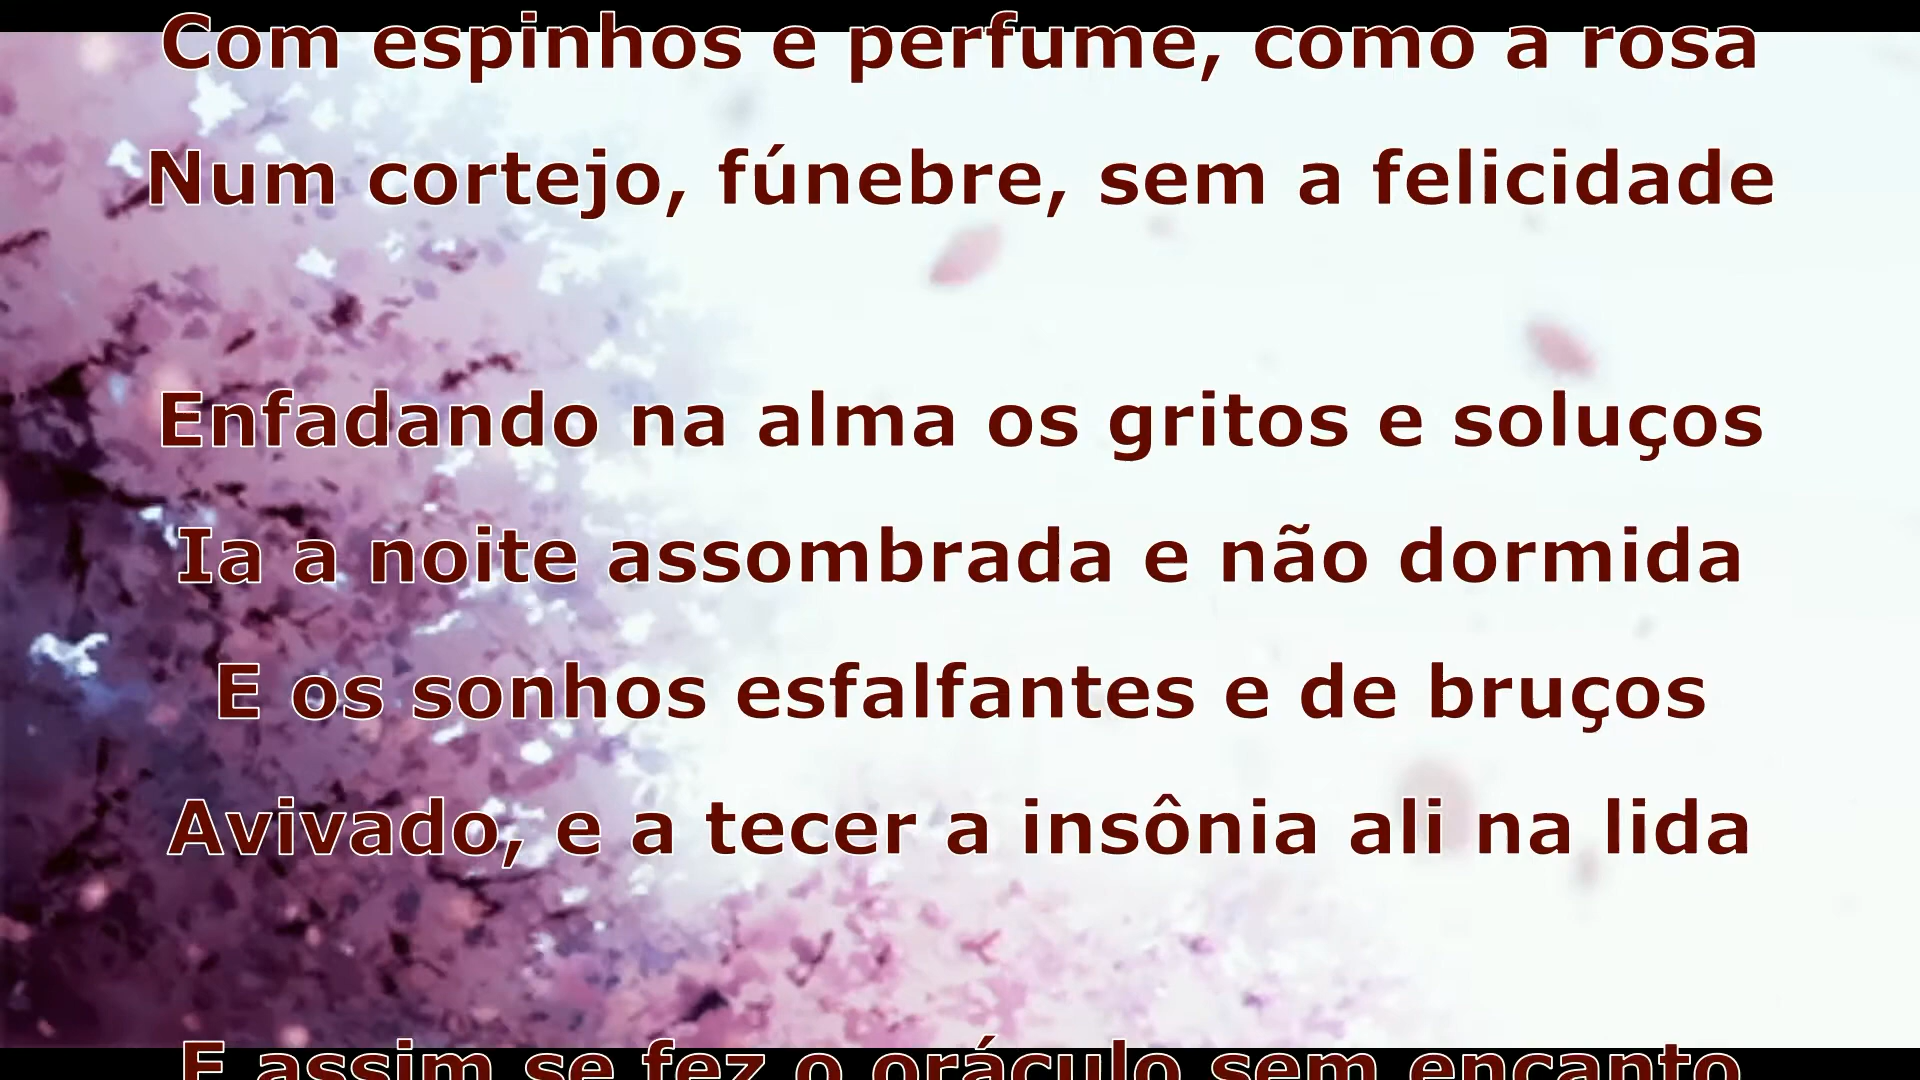 Com espinhos e perfume, como a rosa
Num cortejo, fúnebre, sem a felicidade
Enfadando na alma os gritos e soluços
Ia a noite assombrada e não dormida
E os sonhos esfalfantes e de bruços
Avivado, e a tecer a insônia ali na lida
E assim se fez o oráculo sem encanto